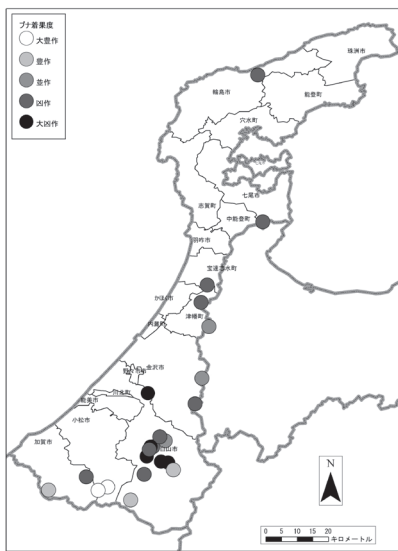 ブナ着果度
大豊作
豊作
並作
凶作
大凶作
珠洲市
輪島市
能登町
穴水町
七尾市
志賀町
中能登町
羽咋市
宝達志水町
かほく市
津幡町
内灘町
金沢市
野々市市
川北町
能美市
小松市
白山市
加賀市
N
0 5 10 15 20
キロメートル